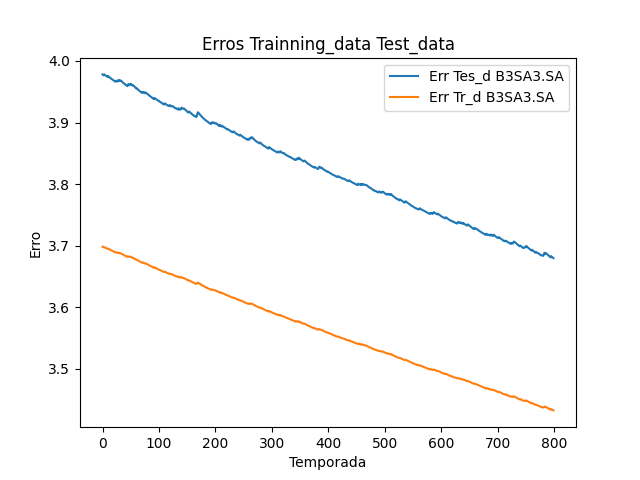 Erros Trainning_data Test_data
Err Tes_d B3SA3.SA
Err Tr_d B3SA3.SA
4.0
3.9
3.8
3.7
3.6
3.5
Erro
0 100 200 300 400 500 600 700 800
Temporada